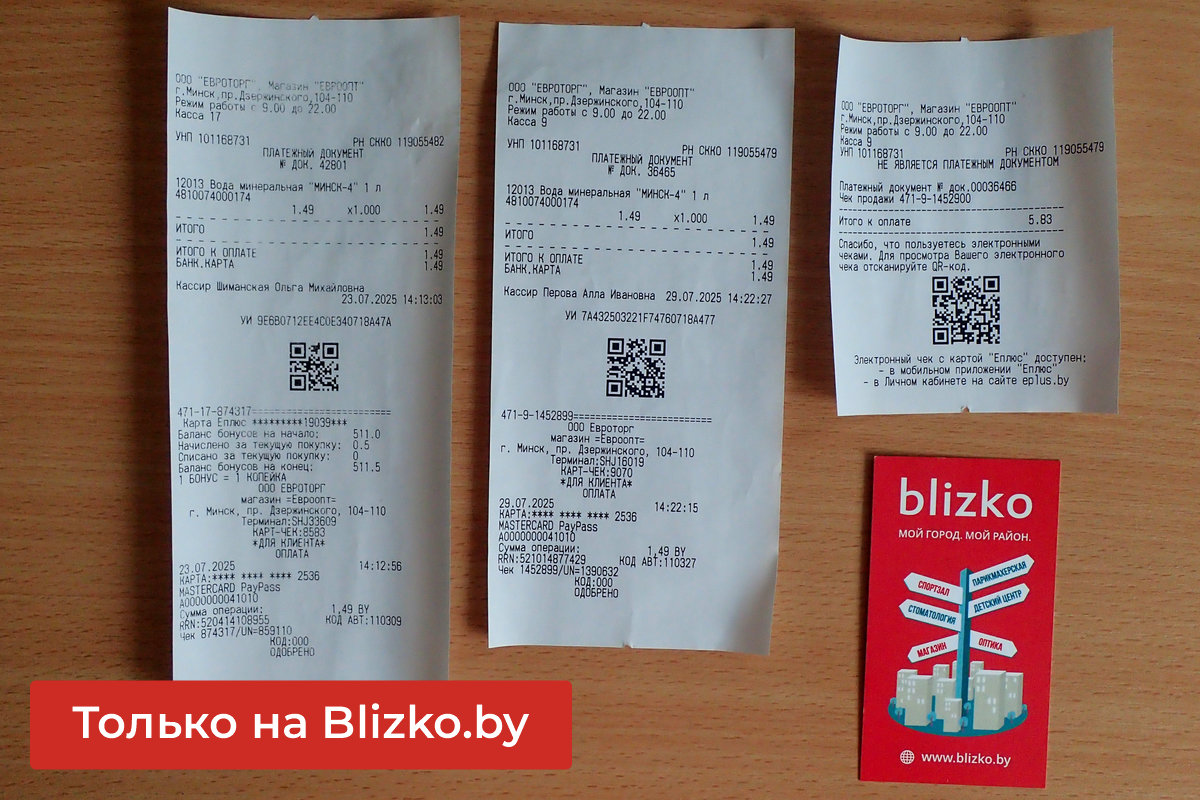 ООО "ЕВРОТОРГ", Магазин "ЕВРООПТ"
г.Минск,пр.Дзержинского,104-110
Режим работы с 9.00 до 22.00
Касса 17
УНП 101168731 РН СККО 119055482
ПЛАТЕЖНЫЙ ДОКУМЕНТ
№ ДОК. 42801
12013 Вода минеральная "МИНСК-4" 1 л
4810074000174
1.49 x1.000 1.49
ИТОГО 1.49
ИТОГО К ОПЛАТЕ 1.49
БАНК.КАРТА 1.49
Кассир Шиманская Ольга Михайловна
23.07.2025 14:13:03
УИ 9E6B0712EE4C0E340718A47A
471-17-874317========================
Карта Еплюс *********19039***
Баланс бонусов на начало: 511.0
Начислено за текущую покупку: 0.5
Списано за текущую покупку: 0
Баланс бонусов на конец: 511.5
1 БОНУС = 1 КОПЕЙКА
ООО ЕВРОТОРГ
магазин =Евроопт=
г. Минск, пр. Дзержинского, 104-110
Терминал:SHJ33609
КАРТ-ЧЕК:8583
*ДЛЯ КЛИЕНТА*
ОПЛАТА
23.07.2025 14:12:56
КАРТА:**** **** **** 2536
MASTERCARD PayPass
A0000000041010
Сумма операции: 1,49 BY
RRN:520414108955 КОД АВТ:110309
Чек 874317/UN=859110
КОД:000
ОДОБРЕНО
ООО "ЕВРОТОРГ", Магазин "ЕВРООПТ"
г.Минск,пр.Дзержинского,104-110
Режим работы с 9.00 до 22.00
Касса 9
УНП 101168731 РН СККО 119055479
ПЛАТЕЖНЫЙ ДОКУМЕНТ
№ ДОК. 36465
12013 Вода минеральная "МИНСК-4" 1 л
4810074000174
1.49 x1.000 1.49
ИТОГО 1.49
ИТОГО К ОПЛАТЕ 1.49
БАНК.КАРТА 1.49
Кассир Перова Алла Ивановна 29.07.2025 14:22:27
УИ 7A432503221F74760718A477
471-9-1452899========================
ООО Евроторг
магазин =Евроопт=
г. Минск, пр. Дзержинского, 104-110
Терминал:SHJ16019
КАРТ-ЧЕК:9070
*ДЛЯ КЛИЕНТА*
ОПЛАТА
29.07.2025 14:22:15
КАРТА:**** **** **** 2536
MASTERCARD PayPass
A0000000041010
Сумма операции: 1,49 BY
RRN:521014877429 КОД АВТ:110327
Чек 1452899/UN=1390632
КОД:000
ОДОБРЕНО
ООО "ЕВРОТОРГ", Магазин "ЕВРООПТ"
г.Минск,пр.Дзержинского,104-110
Режим работы с 9.00 до 22.00
Касса 9
УНП 101168731 РН СККО 119055479
НЕ ЯВЛЯЕТСЯ ПЛАТЕЖНЫМ ДОКУМЕНТОМ
Платежный документ № док.00036466
Чек продажи 471-9-1452900
Итого к оплате 5.83
Спасибо, что пользуетесь электронными
чеками. Для просмотра Вашего электронного
чека отсканируйте QR-код.
Электронный чек с картой "Еплюс" доступен:
- в мобильном приложении "Еплюс"
- в Личном кабинете на сайте eplus.by
blizko
МОЙ ГОРОД. МОЙ РАЙОН.
СПОРТЗАЛ
ПАРИКМАХЕРСКАЯ
СТОМАТОЛОГИЯ
ДЕТСКИЙ ЦЕНТР
МАГАЗИН
ОПТИКА
www.blizko.by
Только на Blizko.by